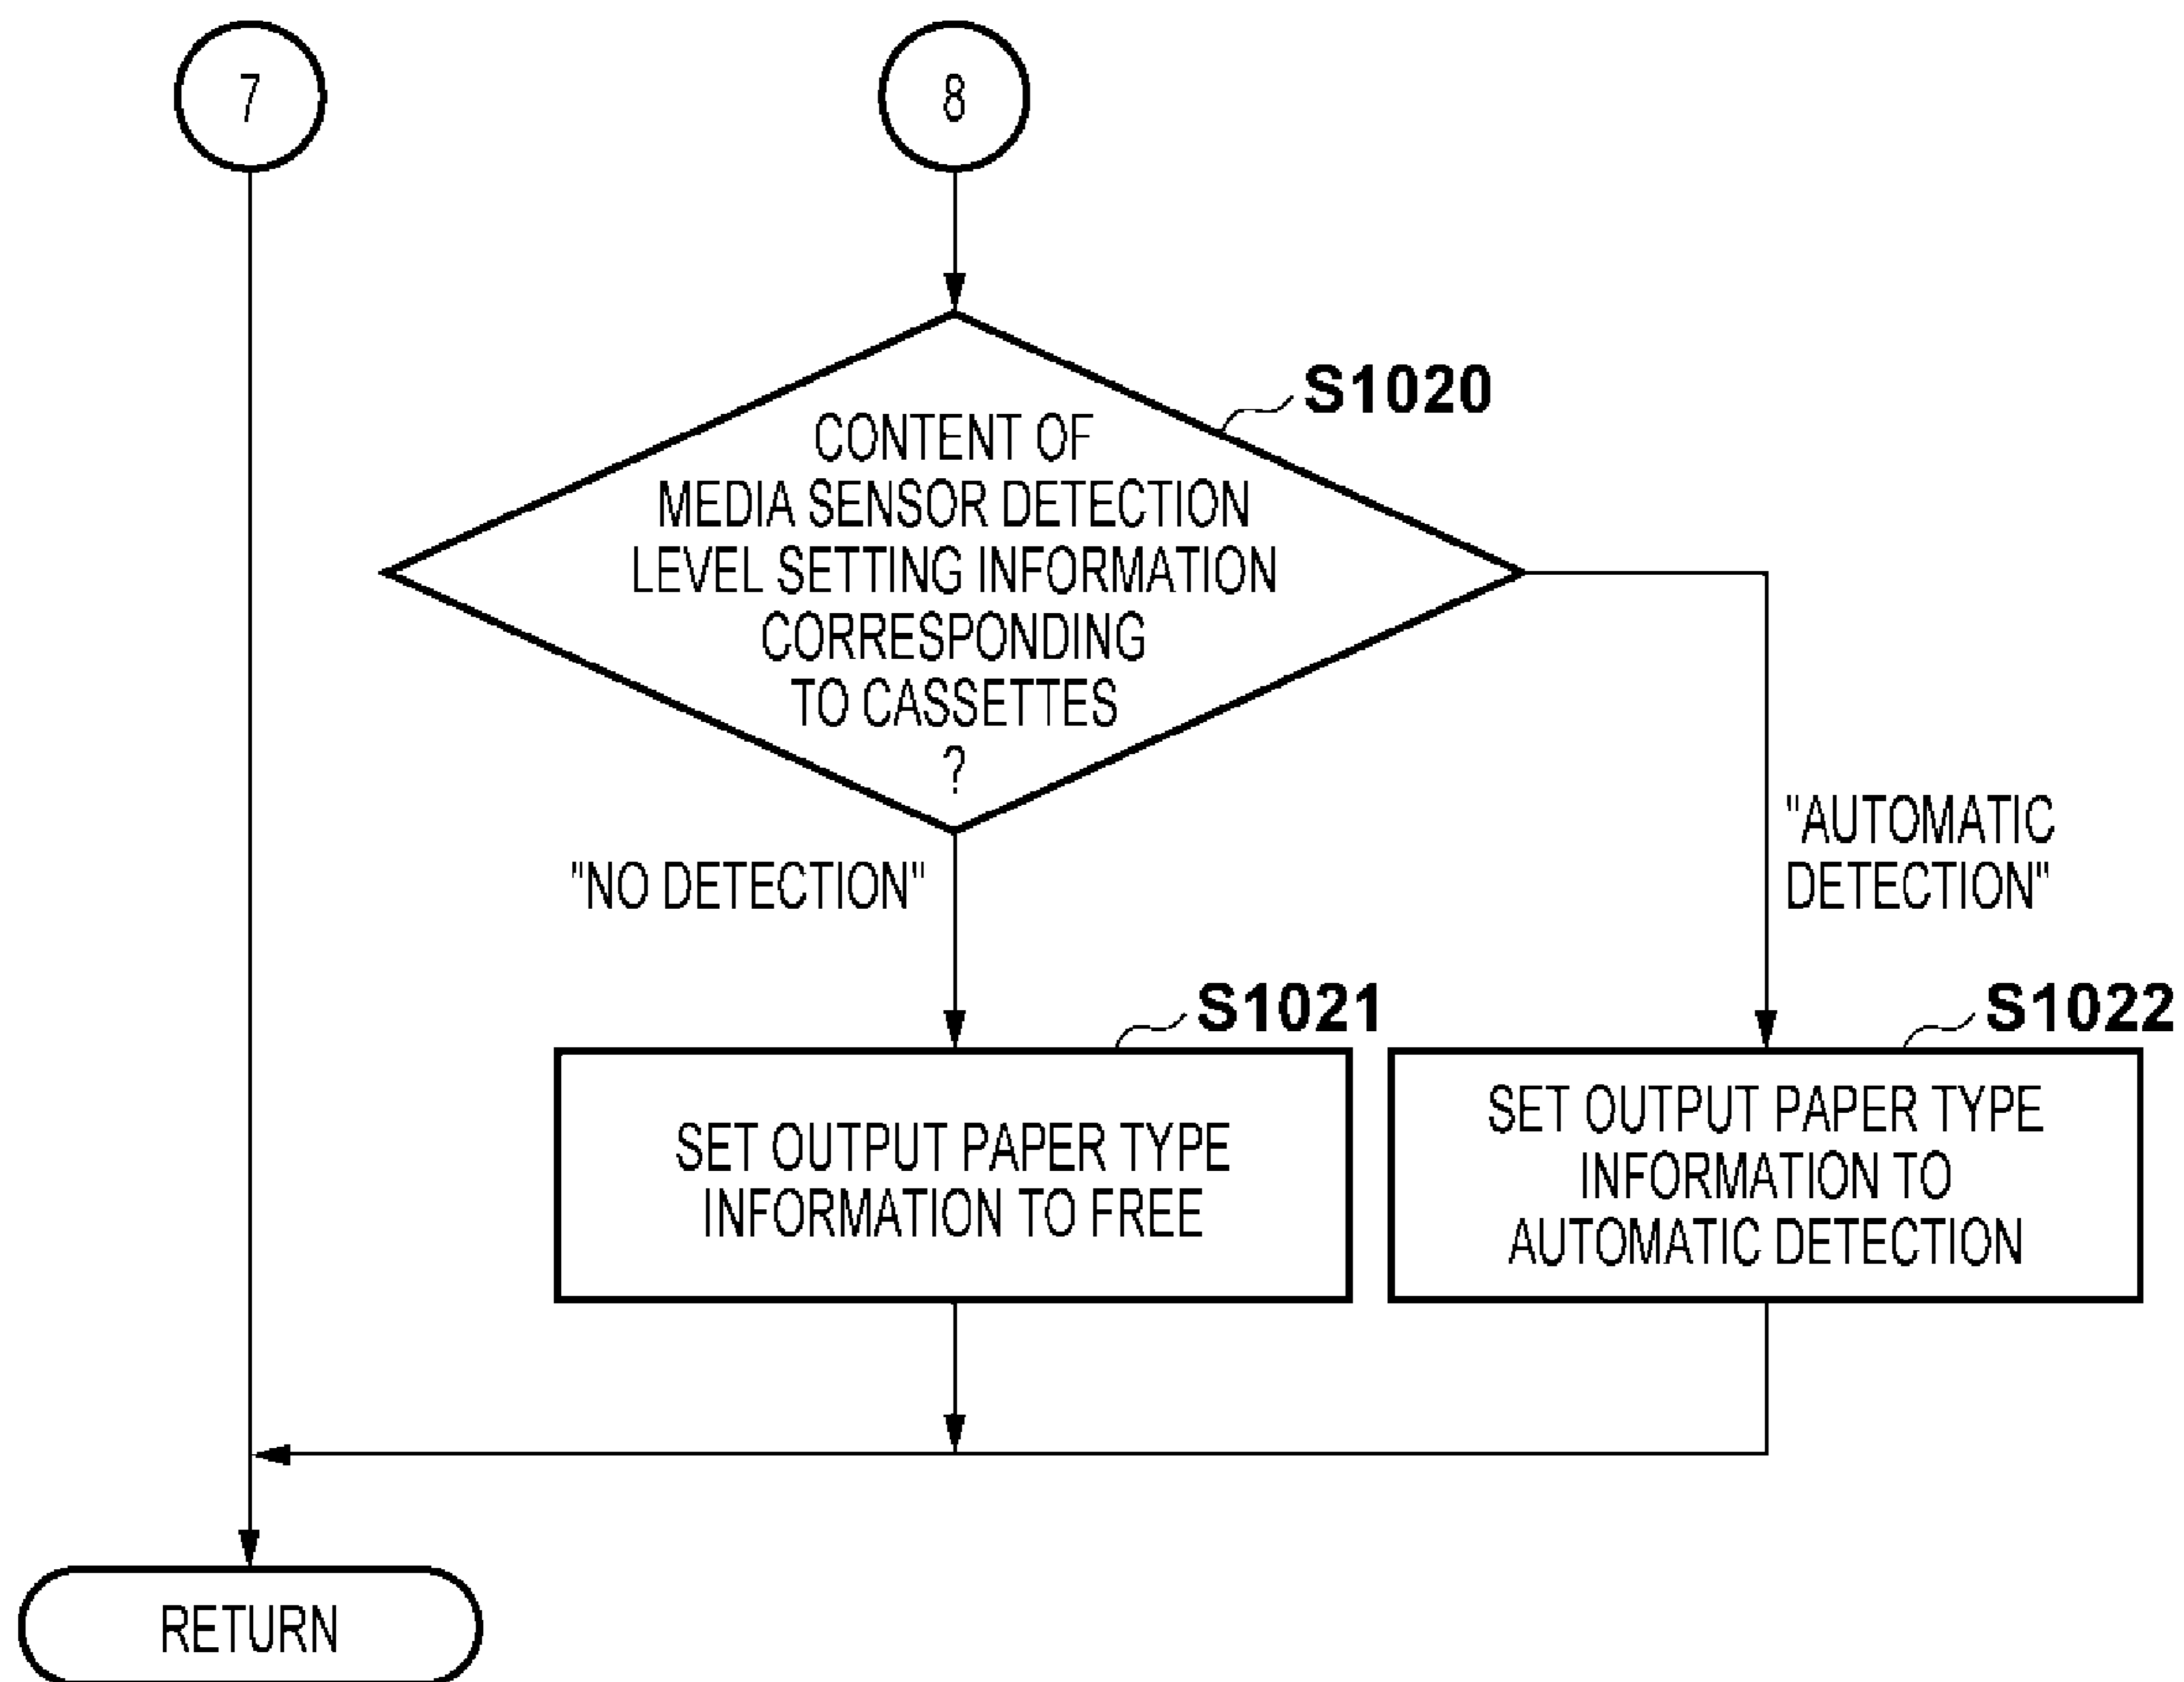 7
8
S1020
CONTENT OF
MEDIA SENSOR DETECTION
LEVEL SETTING INFORMATION
CORRESPONDING
TO CASSETTES
?
"NO DETECTION"
"AUTOMATIC
DETECTION"
S1021
SET OUTPUT PAPER TYPE
INFORMATION TO FREE
S1022
SET OUTPUT PAPER TYPE
INFORMATION TO
AUTOMATIC DETECTION
RETURN